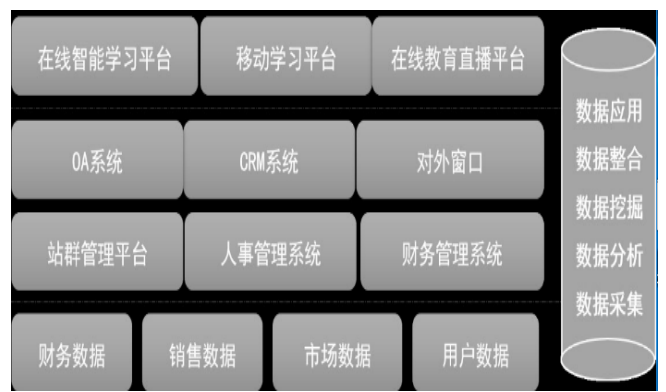 在线智能学习平台
移动学习平台
在线教育直播平台
OA系统
CRM系统
对外窗口
站群管理平台
人事管理系统
财务管理系统
财务数据
销售数据
市场数据
用户数据
数据应用
数据整合
数据挖掘
数据分析
数据采集